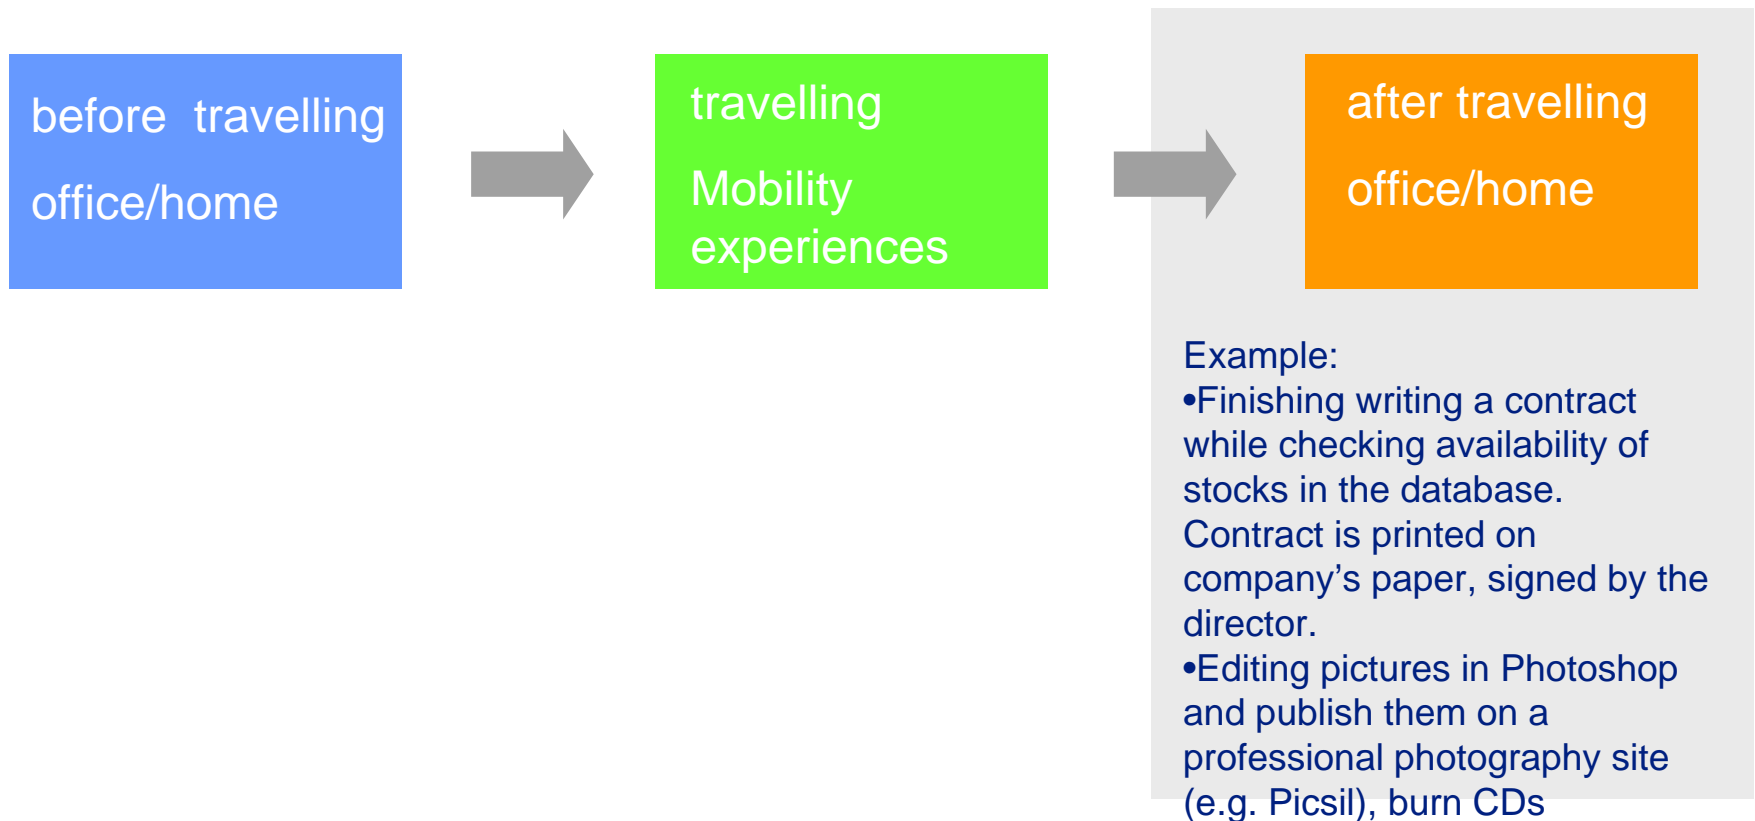 before travelling
office/home
travelling
Mobility
experiences
after travelling
office/home
Example:
•Finishing writing a contract
while checking availability of
stocks in the database.
Contract is printed on
company’s paper, signed by the
director.
•Editing pictures in Photoshop
and publish them on a
professional photography site
(e.g. Picsil), burn CDs